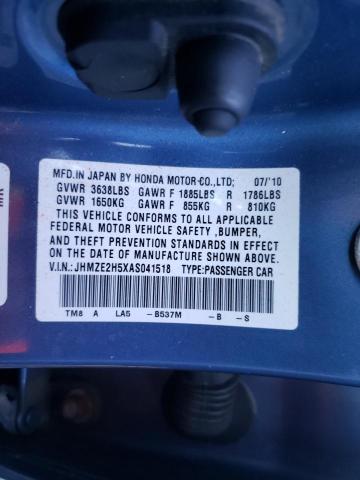 MFD.IN JAPAN BY HONDA MOTOR CO.,LTD: 07/'10
GVWR 3638LBS GAWR F 1885LBS R 1786LBS
GVWR 1650KG GAWR F 855KG R 810KG
THIS VEHICLE CONFORMS TO ALL APPLICABLE
FEDERAL MOTOR VEHICLE SAFETY ,BUMPER,
AND THEFT PREVENTION STANDARDS IN EFFECT
ON THE DATE OF MANUFACTURE SHOWN ABOVE.
V.I.N:JHMZE2H5XAS041518 TYPE:PASSENGER CAR
TM8 A LA5 -B537M -B -S